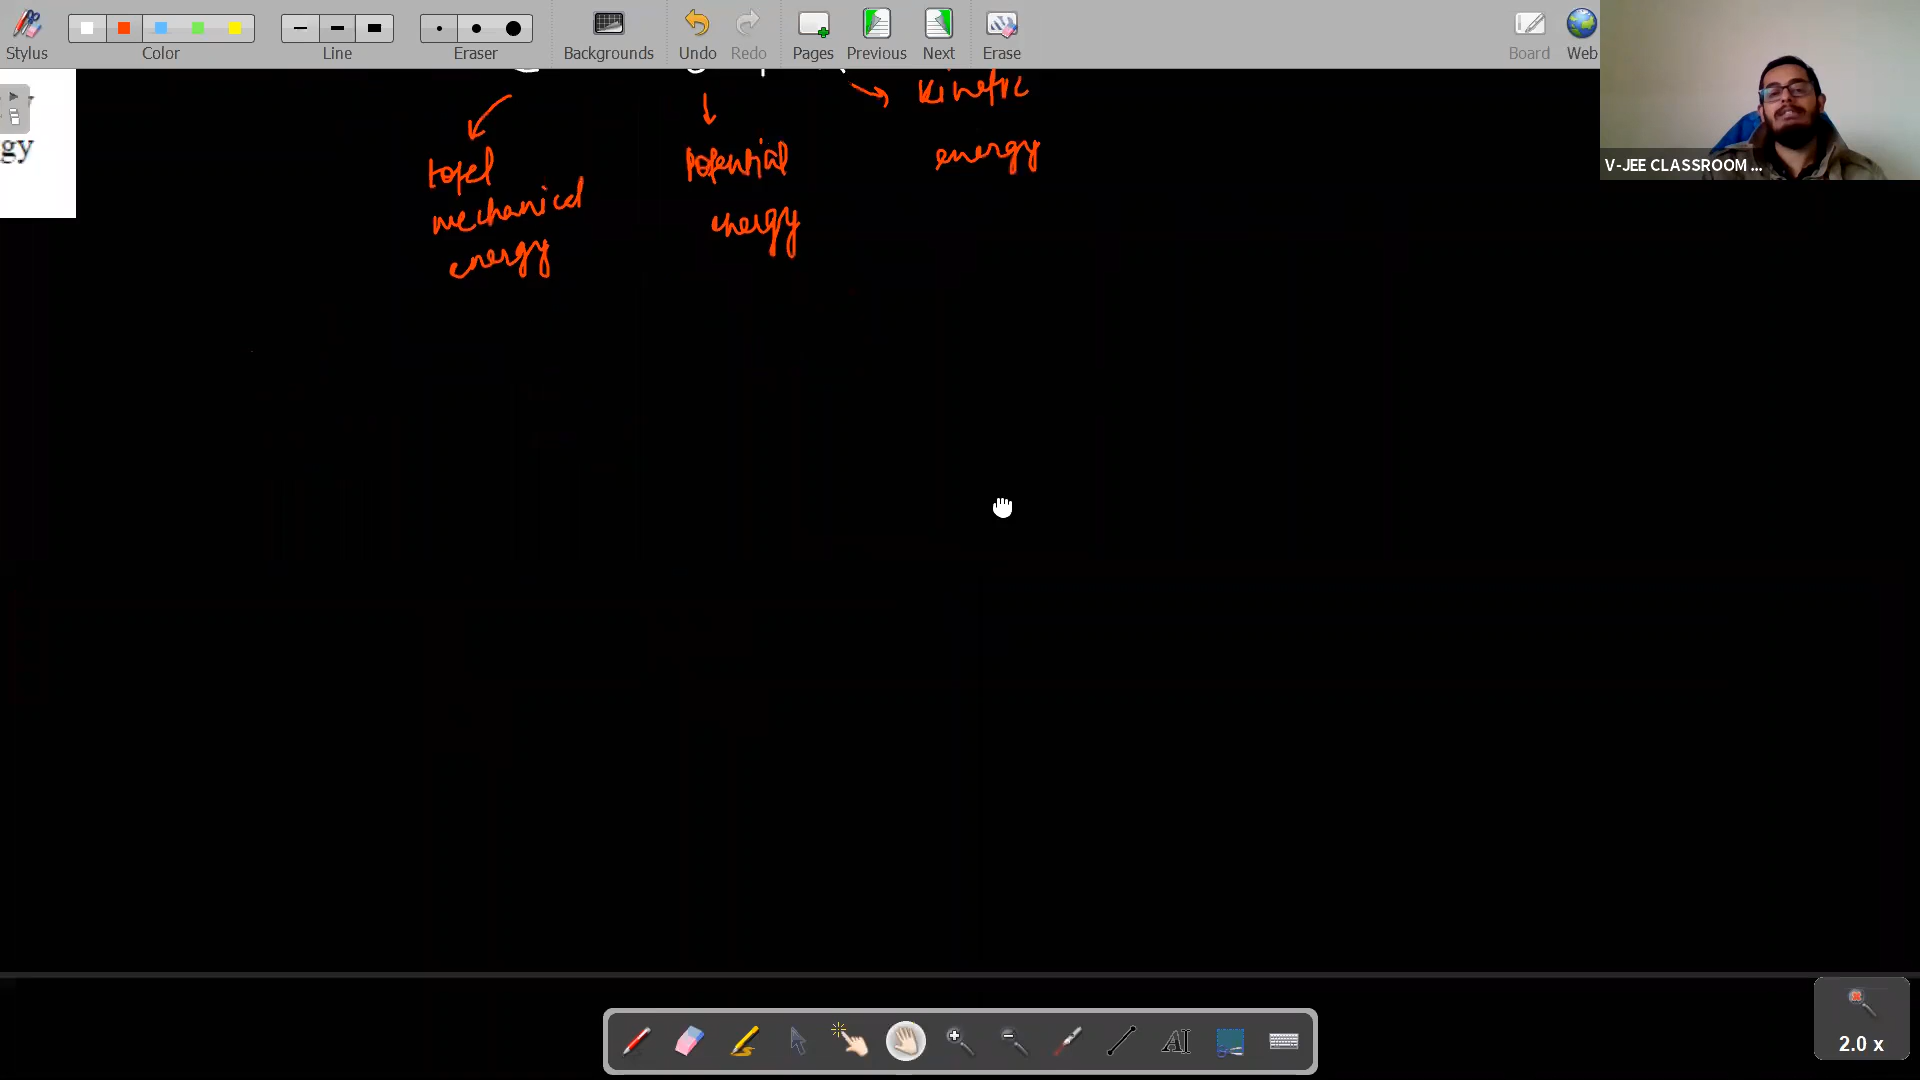 Stylus
Color
Line
Eraser
Backgrounds
Undo
Redo
Pages
Previous
Next
Erase
Board
Web
V-JEE CLASSROOM ...
gy
Kinetic
energy
Potential
energy
totel
mechanical
energy
2.0 x